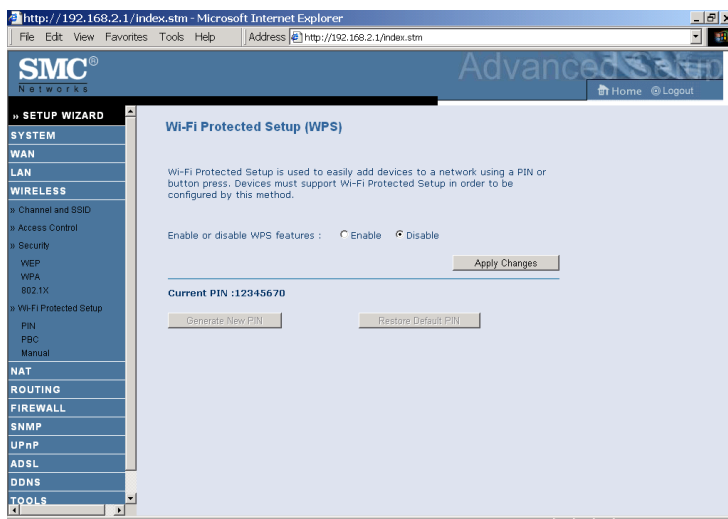 http://192.168.2.1/index.stm - Microsoft Internet Explorer
File Edit View Favorites Tools Help Address http://192.168.2.1/index.stm
SMC®
Networks
Advanced Setup
Home Logout
» SETUP WIZARD
SYSTEM
WAN
LAN
WIRELESS
» Channel and SSID
» Access Control
» Security
WEP
WPA
802.1X
» Wi-Fi Protected Setup
PIN
PBC
Manual
NAT
ROUTING
FIREWALL
SNMP
UPnP
ADSL
DDNS
TOOLS
Wi-Fi Protected Setup (WPS)
Wi-Fi Protected Setup is used to easily add devices to a network using a PIN or
button press. Devices must support Wi-Fi Protected Setup in order to be
configured by this method.
Enable or disable WPS features : Enable Disable
Apply Changes
Current PIN :12345670
Generate New PIN Restore Default PIN